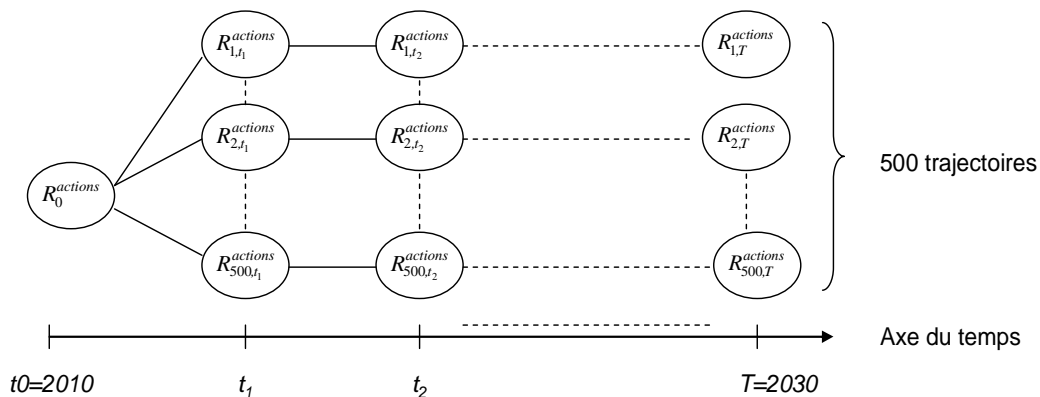 R_{1,t_1}^{actions} R_{1,t_2}^{actions} R_{1,T}^{actions}
R_{2,t_1}^{actions} R_{2,t_2}^{actions} R_{2,T}^{actions}
500 trajectoires
R_0^{actions}
R_{500,t_1}^{actions} R_{500,t_2}^{actions} R_{500,T}^{actions}
Axe du temps
t0=2010 t_1 t_2 T=2030